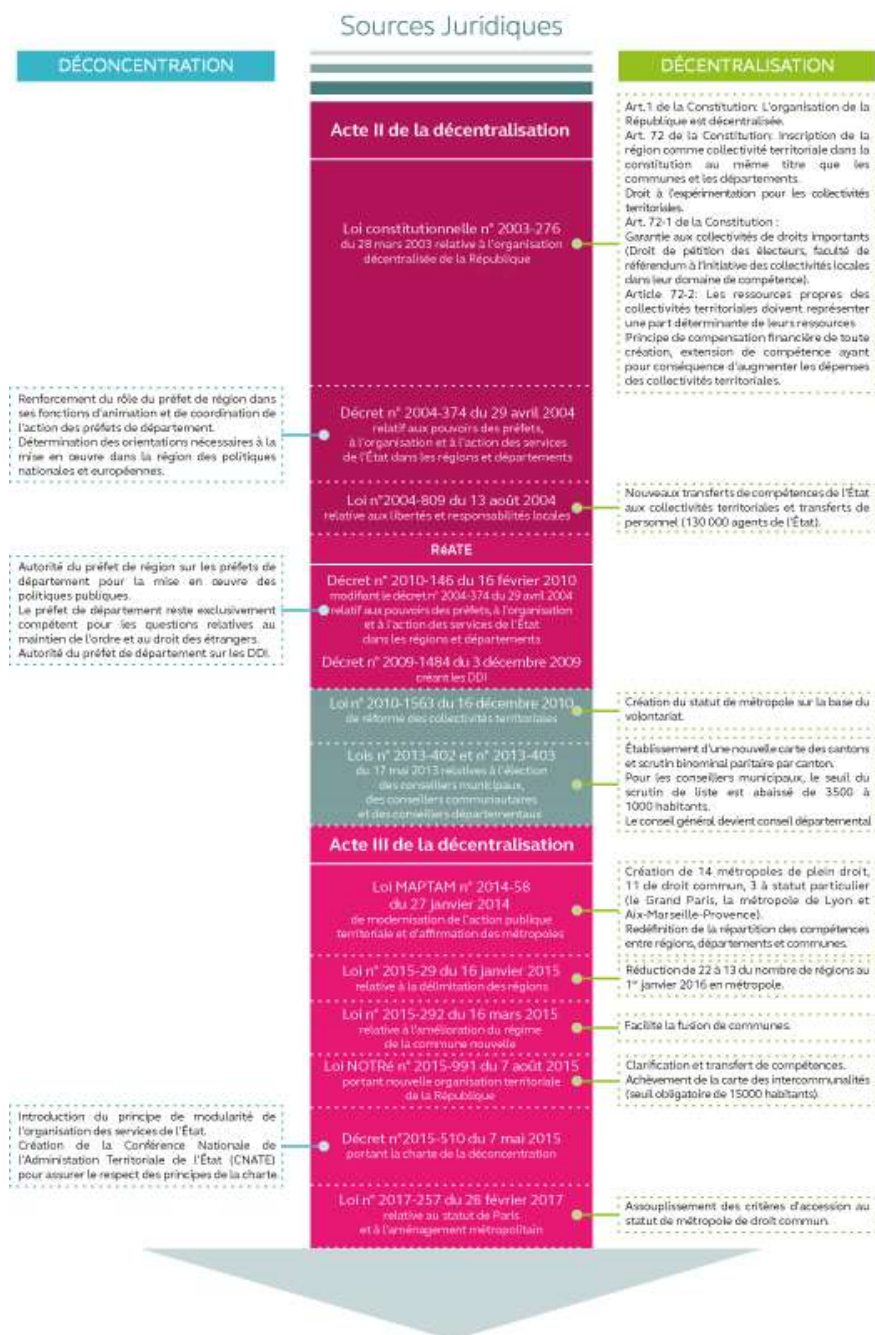 Sources Juridiques
DÉCONCENTRATION
DÉCENTRALISATION
Acte II de la décentralisation
Loi constitutionnelle n° 2003-276
du 28 mars 2003 relative à l'organisation
décentralisée de la République
Art.1 de la Constitution: L'organisation de la
République est décentralisée.
Art. 72 de la Constitution: Inscription de la
région comme collectivité territoriale dans la
constitution au même titre que les
communes et les départements.
Droit à l'expérimentation pour les collectivités
territoriales.
Art. 72-1 de la Constitution :
Garantie aux collectivités de droits importants
(Droit de pétition des électeurs, faculté de
référendum à l'initiative des collectivités locales
dans leur domaine de compétence).
Article 72-2: Les ressources propres des
collectivités territoriales doivent représenter
une part déterminante de leurs ressources
Principe de compensation financière de toute
création, extension de compétence ayant
pour conséquence d'augmenter les dépenses
des collectivités territoriales.
Renforcement du rôle du préfet de région dans
ses fonctions d'animation et de coordination de
l'action des préfets de département.
Détermination des orientations nécessaires à la
mise en œuvre dans la région des politiques
nationales et européennes.
Décret n° 2004-374 du 29 avril 2004
relatif aux pouvoirs des préfets,
à l'organisation et à l'action des services
de l'État dans les régions et départements
Loi n°2004-809 du 13 août 2004
relative aux libertés et responsabilités locales
Nouveaux transferts de compétences de l'État
aux collectivités territoriales et transferts de
personnel (130 000 agents de l'État).
RéATE
Autorité du préfet de région sur les préfets de
département pour la mise en œuvre des
politiques publiques.
Le préfet de département reste exclusivement
compétent pour les questions relatives au
maintien de l'ordre et au droit des étrangers.
Autorité du préfet de département sur les DDI.
Décret n° 2010-146 du 16 février 2010
modifiant le décret n° 2004-374 du 29 avril 2004
relatif aux pouvoirs des préfets, à l'organisation
et à l'action des services de l'État
dans les régions et départements
Décret n° 2009-1484 du 3 décembre 2009
créant les DDI
Loi n° 2010-1563 du 16 décembre 2010
de réforme des collectivités territoriales
Création du statut de métropole sur la base du
volontariat.
Lois n° 2013-402 et n° 2013-403
du 17 mai 2013 relatives à l'élection
des conseillers municipaux,
des conseillers communautaires
et des conseillers départementaux
Établissement d'une nouvelle carte des cantons
et scrutin binominal paritaire par canton.
Pour les conseillers municipaux, le seuil du
scrutin de liste est abaissé de 3500 à
1000 habitants.
Le conseil général devient conseil départemental
Acte III de la décentralisation
Loi MAPTAM n° 2014-58
du 27 janvier 2014
de modernisation de l'action publique
territoriale et d'affirmation des métropoles
Création de 14 métropoles de plein droit,
11 de droit commun, 3 à statut particulier
(le Grand Paris, la métropole de Lyon et
Aix-Marseille-Provence).
Redéfinition de la répartition des compétences
entre régions, départements et communes.
Loi n° 2015-29 du 16 janvier 2015
relative à la délimitation des régions
Réduction de 22 à 13 du nombre de régions au
1er janvier 2016 en métropole.
Loi n° 2015-292 du 16 mars 2015
relative à l'amélioration du régime
de la commune nouvelle
Facilite la fusion de communes.
Loi NOTRé n° 2015-991 du 7 août 2015
portant nouvelle organisation territoriale
de la République
Clarification et transfert de compétences.
Achèvement de la carte des intercommunalités
(seuil obligatoire de 15000 habitants).
Introduction du principe de modularité de
l'organisation des services de l'État.
Création de la Conférence Nationale de
l'Administation Territoriale de l'État (CNATE)
pour assurer le respect des principes de la charte.
Décret n°2015-510 du 7 mai 2015
portant la charte de la déconcentration
Loi n° 2017-257 du 26 février 2017
relative au statut de Paris
et à l'aménagement métropolitain
Assouplissement des critères d'accession au
statut de métropole de droit commun.